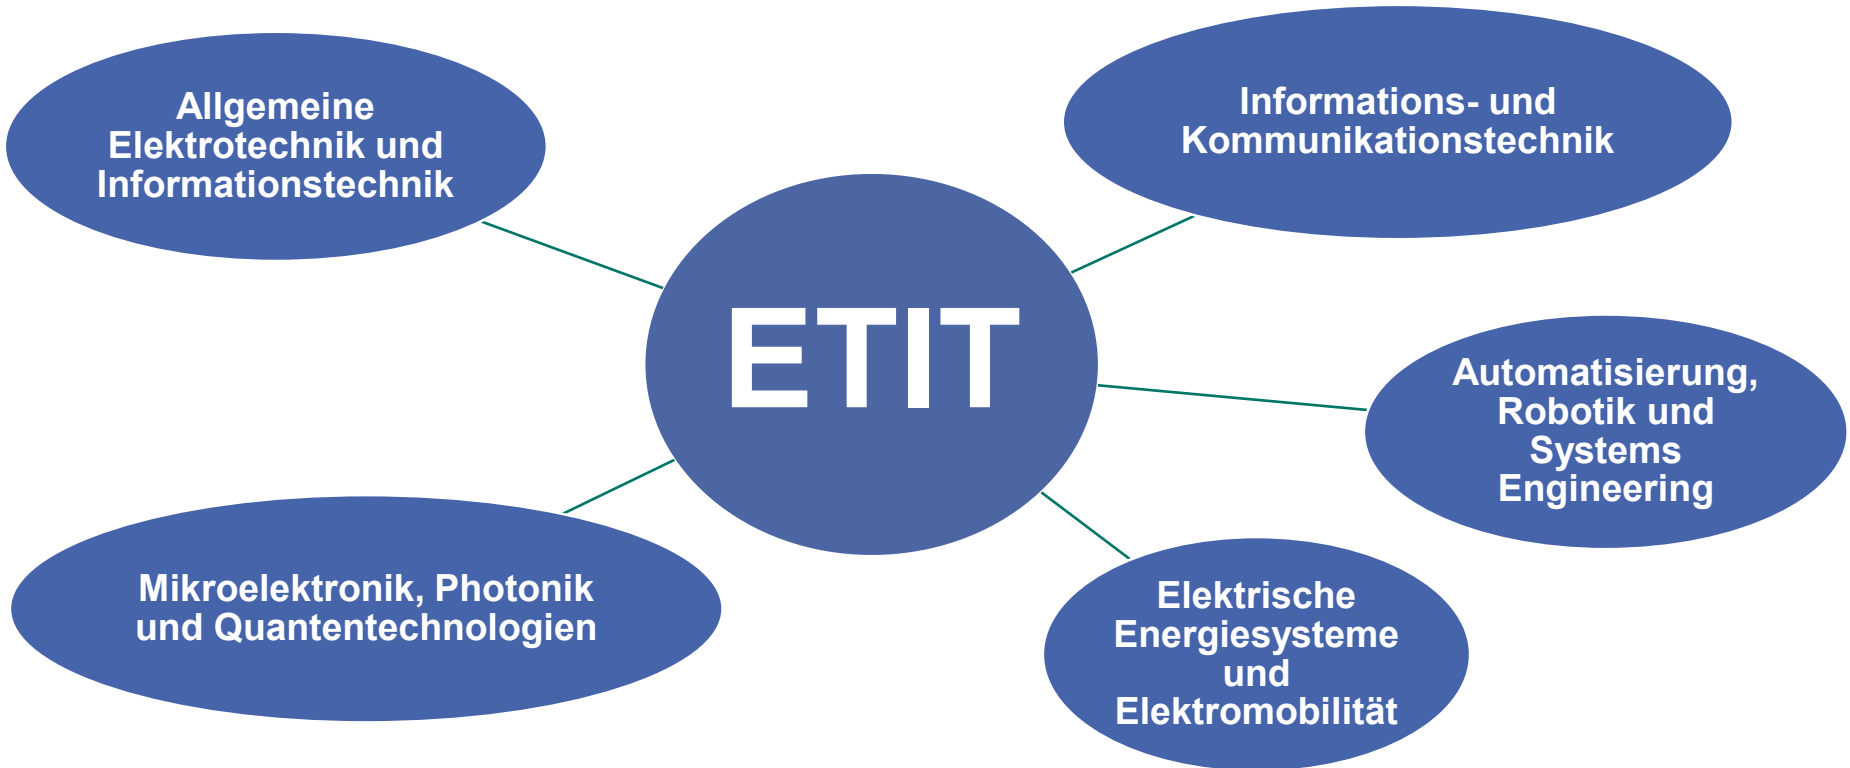 Allgemeine
Elektrotechnik und
Informationstechnik
Informations- und
Kommunikationstechnik
ETIT
Automatisierung,
Robotik und
Systems
Engineering
Mikroelektronik, Photonik
und Quantentechnologien
Elektrische
Energiesysteme
und
Elektromobilität